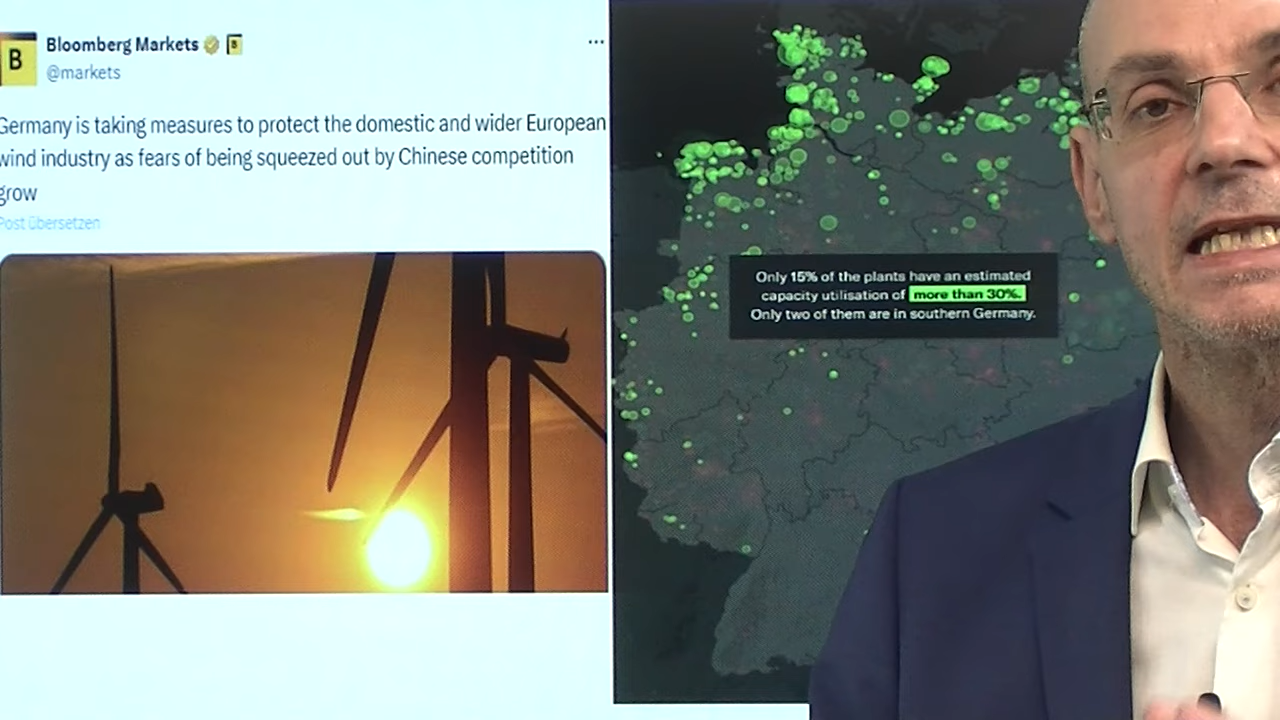 B
Bloomberg Markets
B
@markets
...
Germany is taking measures to protect the domestic and wider European
wind industry as fears of being squeezed out by Chinese competition
grow
Post übersetzen
Only 15% of the plants have an estimated
capacity utilisation of more than 30%.
Only two of them are in southern Germany.